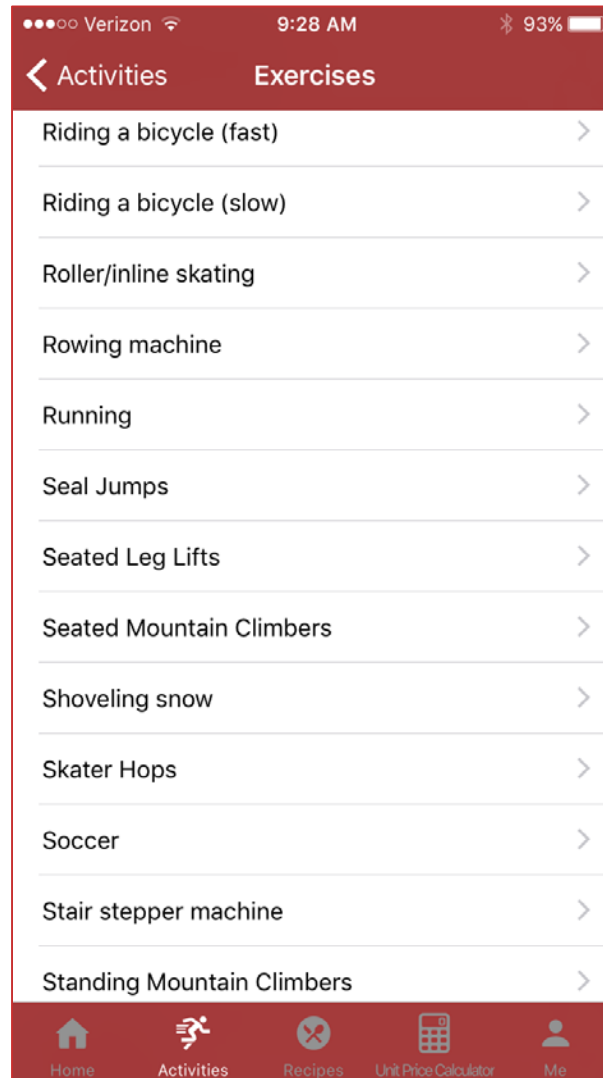 ●●●○○ Verizon 9:28 AM 93%
Activities Exercises
Riding a bicycle (fast)
Riding a bicycle (slow)
Roller/inline skating
Rowing machine
Running
Seal Jumps
Seated Leg Lifts
Seated Mountain Climbers
Shoveling snow
Skater Hops
Soccer
Stair stepper machine
Standing Mountain Climbers
Home Activities Recipes Unit Price Calculator Me